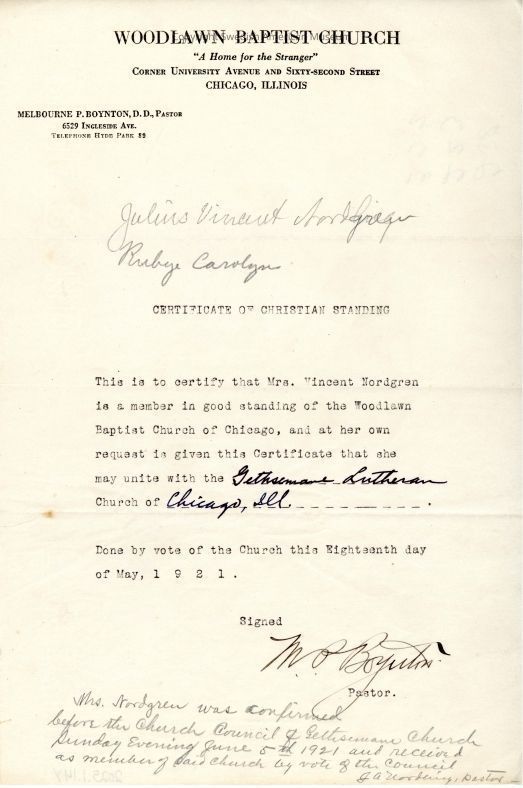 WOODLAWN BAPTIST CHURCH
"A Home for the Stranger"
CORNER UNIVERSITY AVENUE AND SIXTY-SECOND STREET
CHICAGO, ILLINOIS
MELBOURNE P. BOYNTON, D. D., PASTOR
6529 INGLESIDE AVE.
TELEPHONE HYDE PARK 89
Julius Vincent Nordgren
Rubye Carolyn
CERTIFICATE OF CHRISTIAN STANDING
This is to certify that Mrs. Vincent Nordgren
is a member in good standing of the Woodlawn
Baptist Church of Chicago, and at her own
request is given this Certificate that she
may unite with the Gethsemane Lutheran
Church of Chicago, Ill.
Done by vote of the Church this Eighteenth day
of May, 1 9 2 1 .
Signed
M P Boynton
Pastor.
Mrs. Nordgren was confirmed
before the Church Council of Gethsemane Church
Sunday Evening June 5th 1921 and received
as member of said church by vote of the Council
Pastor